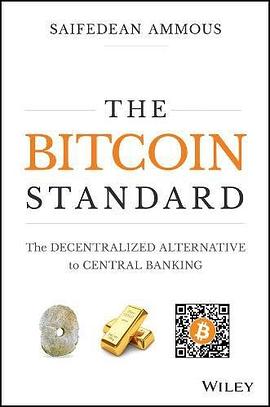 SAIFEDEAN AMMOUS
THE
BITCOIN
STANDARD
The DECENTRALIZED ALTERNATIVE
to CENTRAL BANKING
WILEY